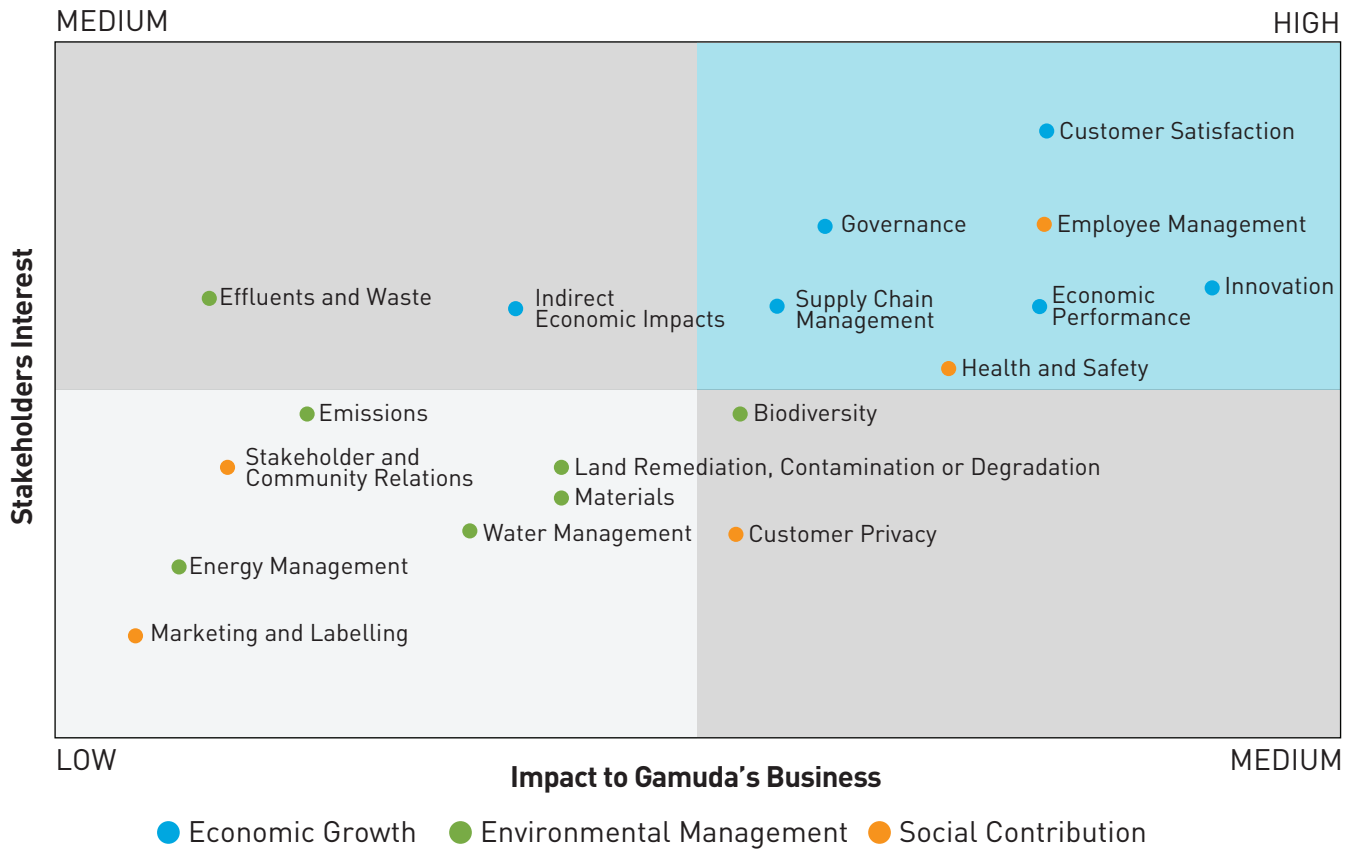 MEDIUM
HIGH
Customer Satisfaction
Governance
Employee Management
Effluents and Waste
Indirect
Economic Impacts
Supply Chain
Management
Economic
Performance
Innovation
Health and Safety
Emissions
Biodiversity
Stakeholder and
Community Relations
Land Remediation, Contamination or Degradation
Materials
Water Management
Customer Privacy
Energy Management
Marketing and Labelling
Stakeholders Interest
LOW
MEDIUM
Impact to Gamuda’s Business
Economic Growth
Environmental Management
Social Contribution